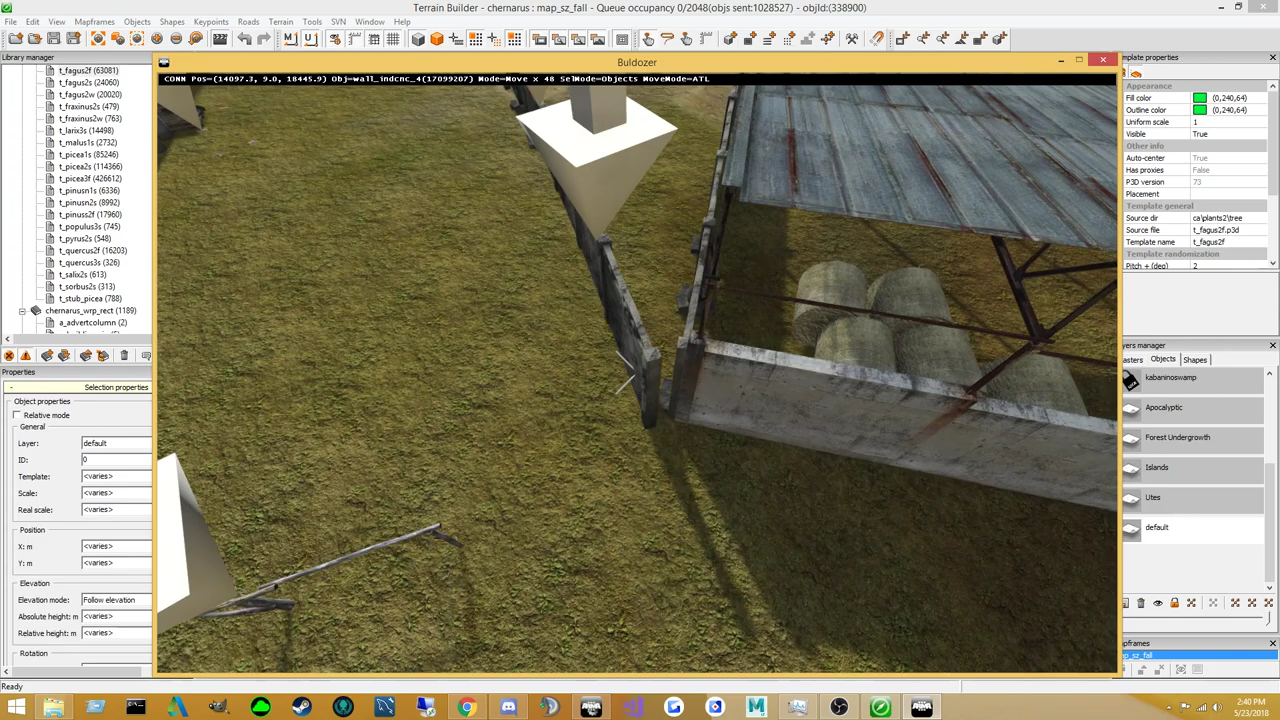 Terrain Builder - chernarus : map_sz_fall - Queue occupancy 0/2048(objs sent:1028527) obj=(338900)
File Edit View Mapframes Objects Shapes Keypoints Roads Terrain Tools SVN Window Help
Library manager
t_fagus2f (63081)
t_fagus2s (24060)
t_fagus2w (20020)
t_fraxinus2s (479)
t_fraxinus2w (763)
t_larix3s (14498)
t_malus1s (2732)
t_picea1s (85246)
t_picea2s (114366)
t_picea3f (426612)
t_pinusn1s (6336)
t_pinusn2s (8992)
t_pinuss2f (17960)
t_populus3s (745)
t_pyrus2s (548)
t_quercus2f (16203)
t_quercus3s (326)
t_salix2s (613)
t_sorbus2s (313)
t_stub_picea (788)
chernarus_wrp_rect (1189)
a_advertcolumn (2)
Properties
Selection properties
Object properties
Relative mode
General
Layer: default
ID: 0
Template: <varies>
Scale: <varies>
Real scale: <varies>
Position
X: m <varies>
Y: m <varies>
Elevation
Elevation mode: Follow elevation
Absolute height: m <varies>
Relative height: m <varies>
Rotation
Ready
Buldozer
CONN Pos=(14097.3, 9.0, 18445.9) Obj=wall_indcnc_4(17099207) Mode=Move x 48 SelMode=Objects MoveMode=ATL
Template properties
Appearance
Fill color (0,240,64)
Outline color (0,240,64)
Uniform scale 1
Visible True
Other info
Auto-center True
Has proxies False
P3D version 73
Placement
Template general
Source dir ca\plants2\tree
Source file t_fagus2f.p3d
Template name t_fagus2f
Template randomization
Pitch + (deg) 2
ayers manager
asters Objects Shapes
kabaninoswamp
Apocalyptic
Forest Undergrowth
Islands
Utes
default
apframes
ap_sz_fall
2:40 PM
5/23/2018